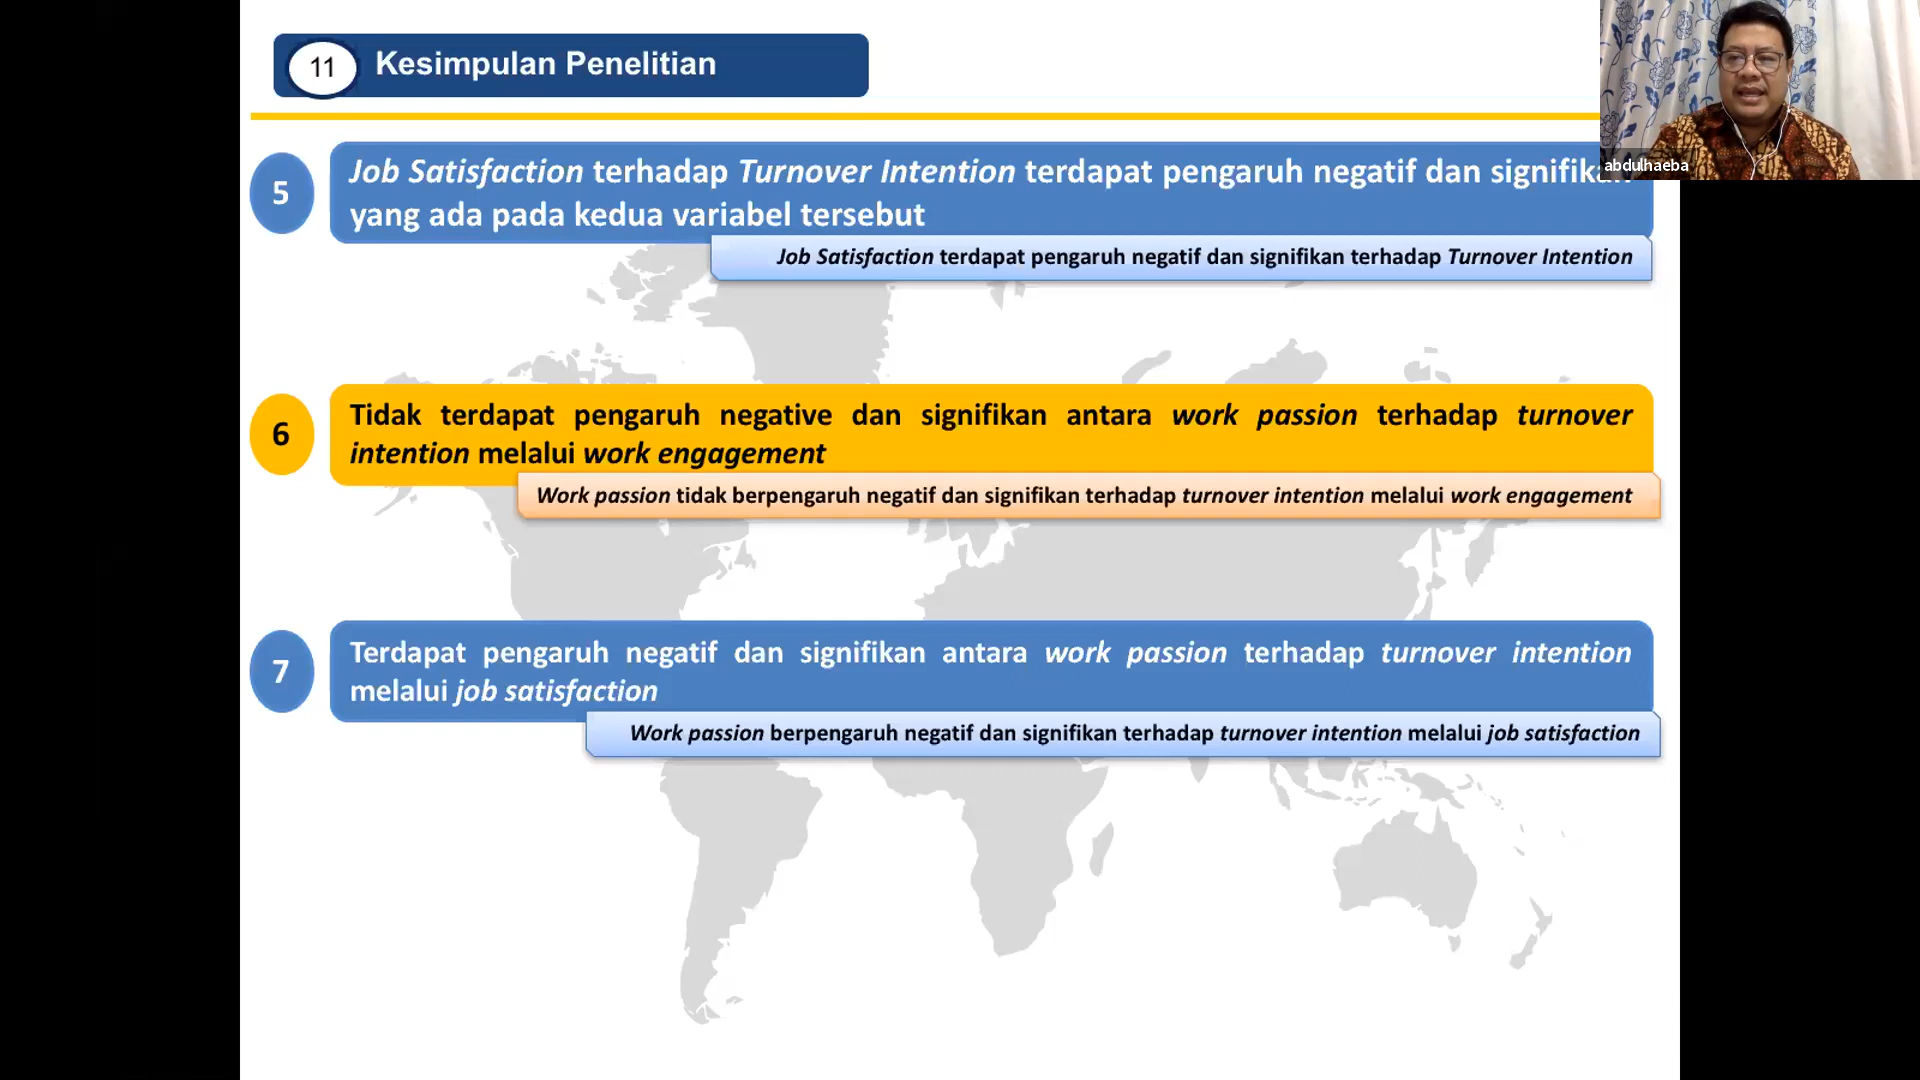 11 Kesimpulan Penelitian
abdulhaeba
5
Job Satisfaction terhadap Turnover Intention terdapat pengaruh negatif dan signifikan
yang ada pada kedua variabel tersebut
Job Satisfaction terdapat pengaruh negatif dan signifikan terhadap Turnover Intention
6
Tidak terdapat pengaruh negative dan signifikan antara work passion terhadap turnover
intention melalui work engagement
Work passion tidak berpengaruh negatif dan signifikan terhadap turnover intention melalui work engagement
7
Terdapat pengaruh negatif dan signifikan antara work passion terhadap turnover intention
melalui job satisfaction
Work passion berpengaruh negatif dan signifikan terhadap turnover intention melalui job satisfaction